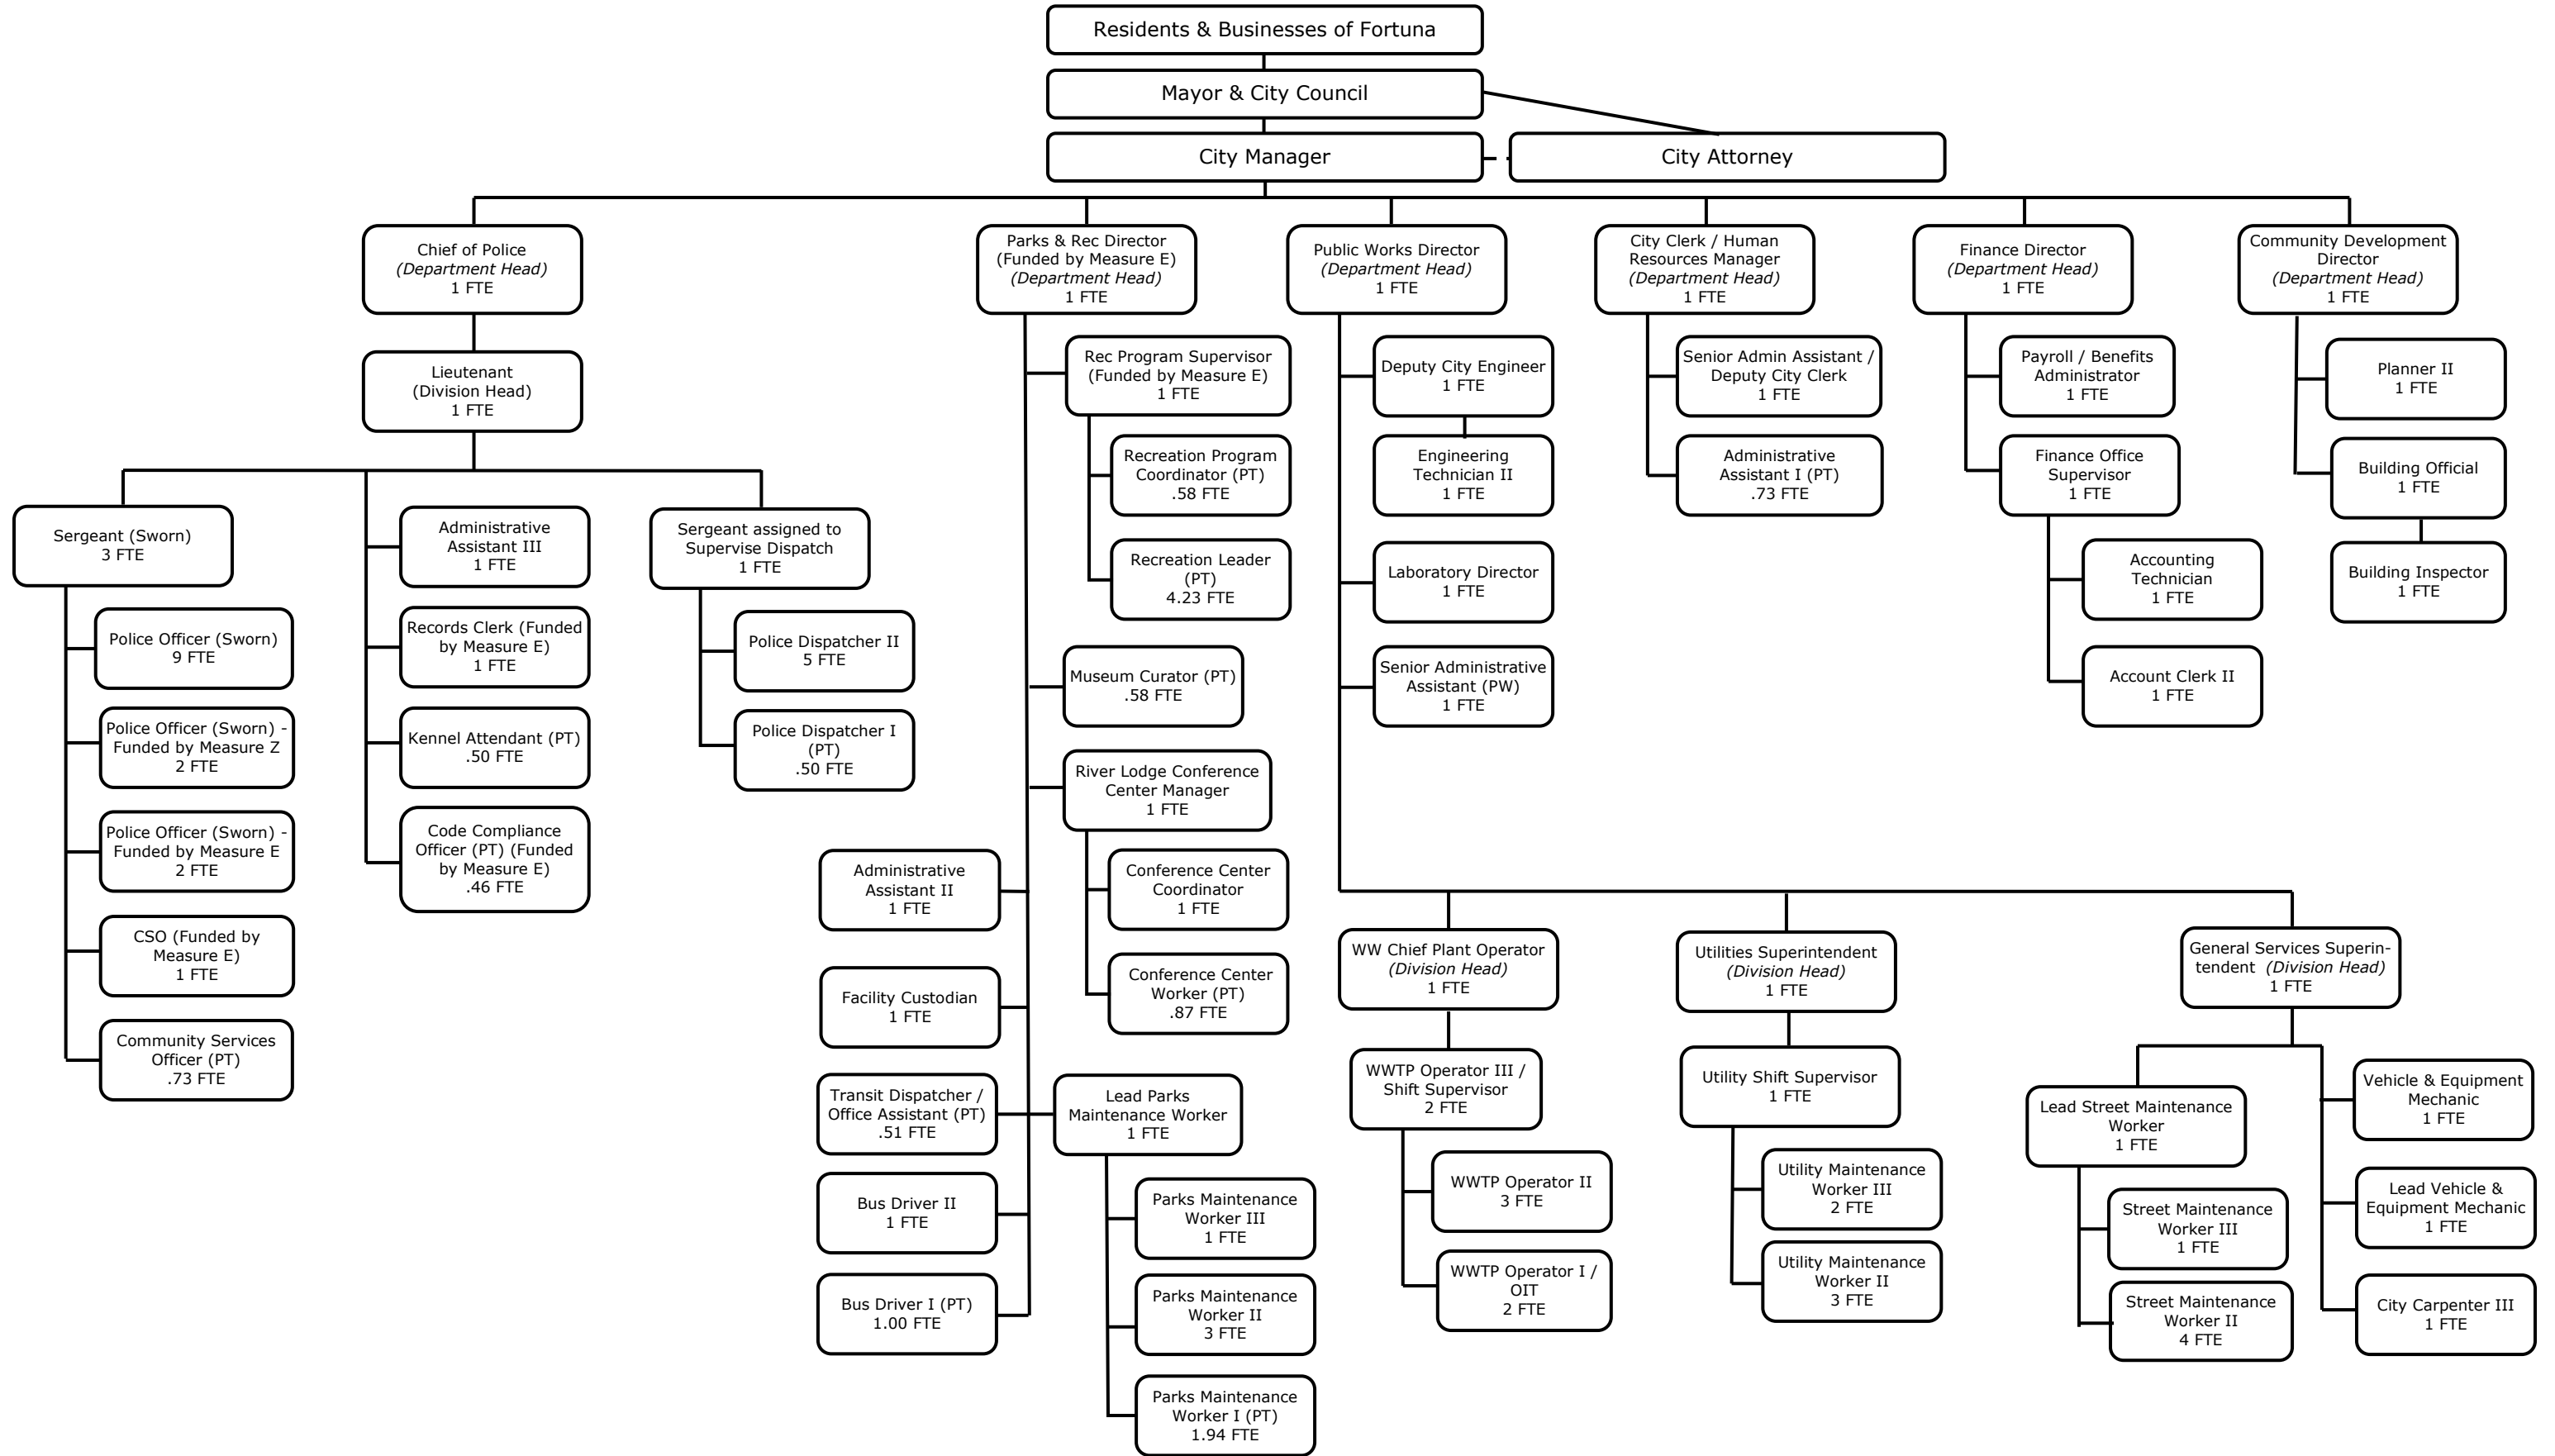 Residents & Businesses of Fortuna
Mayor & City Council
City Manager
City Attorney
Chief of Police
(Department Head)
1 FTE
Parks & Rec Director
(Funded by Measure E)
(Department Head)
1 FTE
Public Works Director
(Department Head)
1 FTE
City Clerk / Human
Resources Manager
(Department Head)
1 FTE
Finance Director
(Department Head)
1 FTE
Community Development
Director
(Department Head)
1 FTE
Lieutenant
(Division Head)
1 FTE
Sergeant (Sworn)
3 FTE
Police Officer (Sworn)
9 FTE
Police Officer (Sworn) -
Funded by Measure Z
2 FTE
Police Officer (Sworn) -
Funded by Measure E
2 FTE
CSO (Funded by
Measure E)
1 FTE
Community Services
Officer (PT)
.73 FTE
Administrative
Assistant III
1 FTE
Records Clerk (Funded
by Measure E)
1 FTE
Kennel Attendant (PT)
.50 FTE
Code Compliance
Officer (PT) (Funded
by Measure E)
.46 FTE
Sergeant assigned to
Supervise Dispatch
1 FTE
Police Dispatcher II
5 FTE
Police Dispatcher I
(PT)
.50 FTE
Rec Program Supervisor
(Funded by Measure E)
1 FTE
Recreation Program
Coordinator (PT)
.58 FTE
Recreation Leader
(PT)
4.23 FTE
Museum Curator (PT)
.58 FTE
River Lodge Conference
Center Manager
1 FTE
Conference Center
Coordinator
1 FTE
Conference Center
Worker (PT)
.87 FTE
Administrative
Assistant II
1 FTE
Facility Custodian
1 FTE
Transit Dispatcher /
Office Assistant (PT)
.51 FTE
Bus Driver II
1 FTE
Bus Driver I (PT)
1.00 FTE
Lead Parks
Maintenance Worker
1 FTE
Parks Maintenance
Worker III
1 FTE
Parks Maintenance
Worker II
3 FTE
Parks Maintenance
Worker I (PT)
1.94 FTE
Deputy City Engineer
1 FTE
Engineering
Technician II
1 FTE
Laboratory Director
1 FTE
Senior Administrative
Assistant (PW)
1 FTE
WW Chief Plant Operator
(Division Head)
1 FTE
WWTP Operator III /
Shift Supervisor
2 FTE
WWTP Operator II
3 FTE
WWTP Operator I /
OIT
2 FTE
Utilities Superintendent
(Division Head)
1 FTE
Utility Shift Supervisor
1 FTE
Utility Maintenance
Worker III
2 FTE
Utility Maintenance
Worker II
3 FTE
General Services Superin-
tendent (Division Head)
1 FTE
Lead Street Maintenance
Worker
1 FTE
Street Maintenance
Worker III
1 FTE
Street Maintenance
Worker II
4 FTE
Vehicle & Equipment
Mechanic
1 FTE
Lead Vehicle &
Equipment Mechanic
1 FTE
City Carpenter III
1 FTE
Senior Admin Assistant /
Deputy City Clerk
1 FTE
Administrative
Assistant I (PT)
.73 FTE
Payroll / Benefits
Administrator
1 FTE
Finance Office
Supervisor
1 FTE
Accounting
Technician
1 FTE
Account Clerk II
1 FTE
Planner II
1 FTE
Building Official
1 FTE
Building Inspector
1 FTE